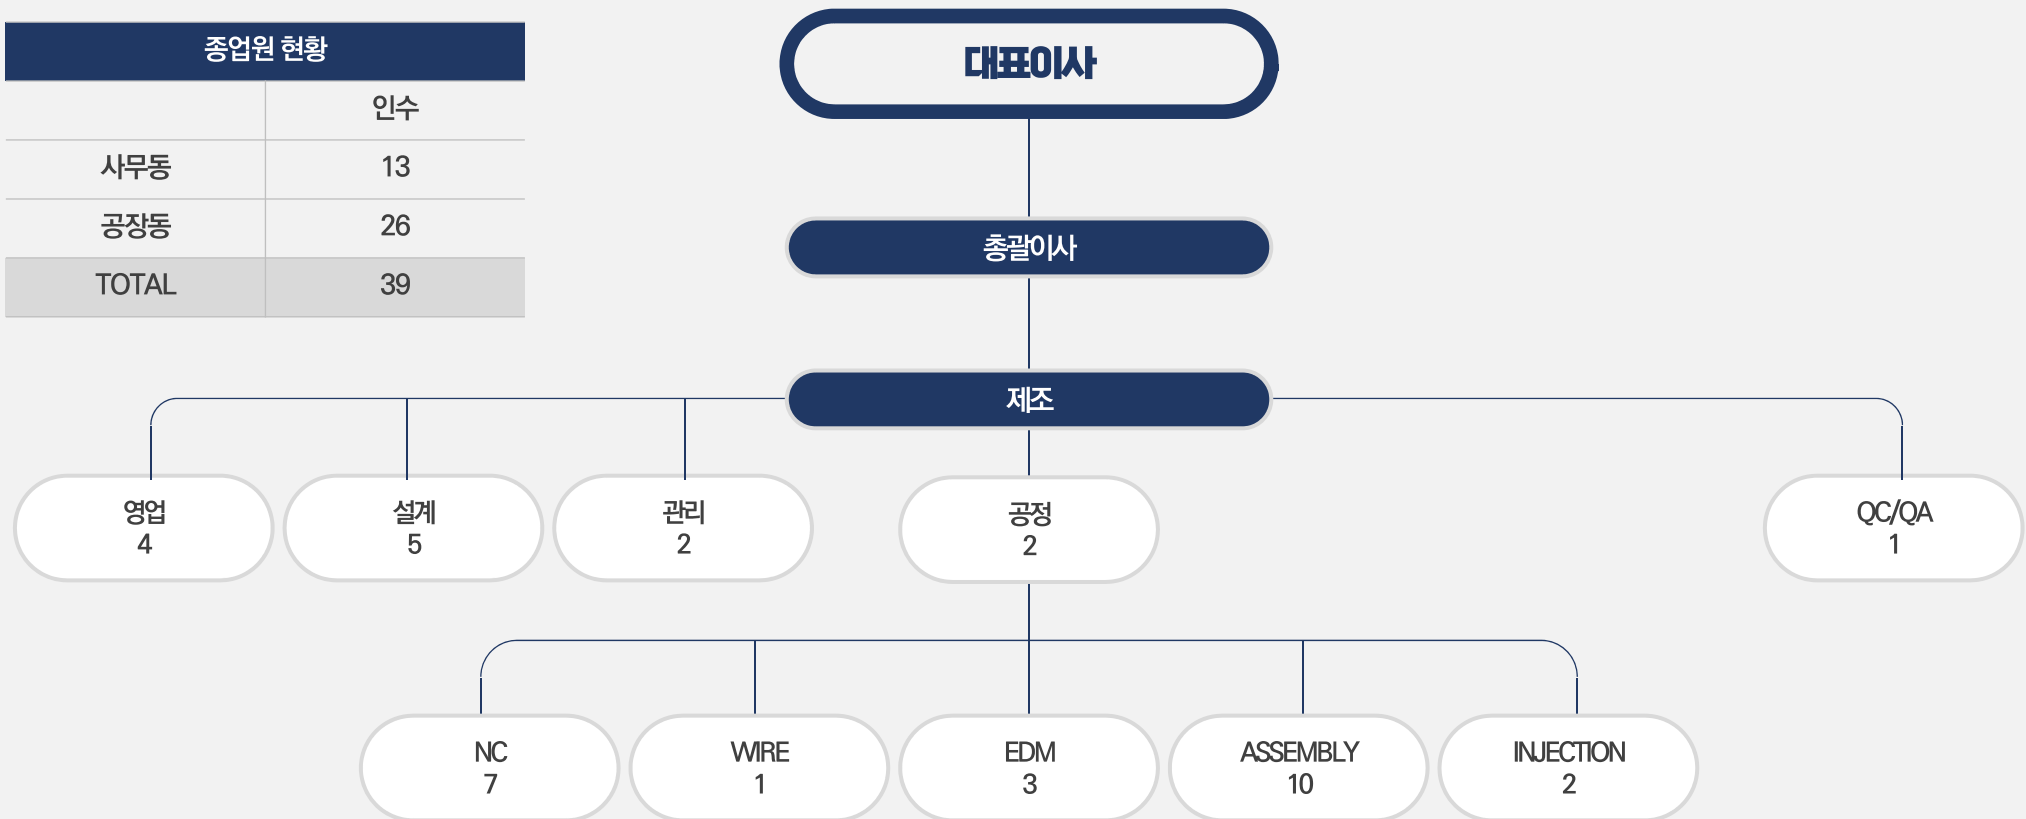 종업원 현황
인수
사무동 13
공장동 26
TOTAL 39
대표이사
총괄이사
제조
영업
4
설계
5
관리
2
공정
2
QC/QA
1
NC
7
WIRE
1
EDM
3
ASSEMBLY
10
INJECTION
2